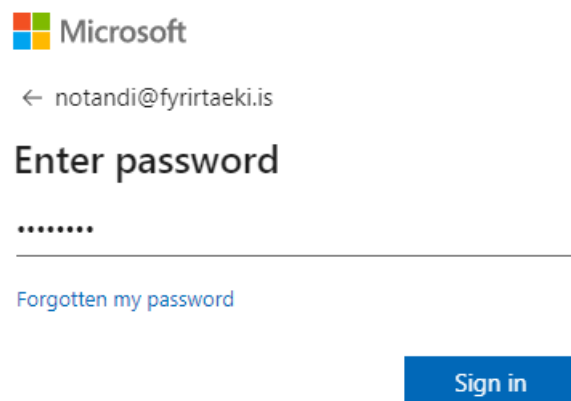 Microsoft
← notandi@fyrirtaeki.is
Enter password
••••••••
Forgotten my password
Sign in